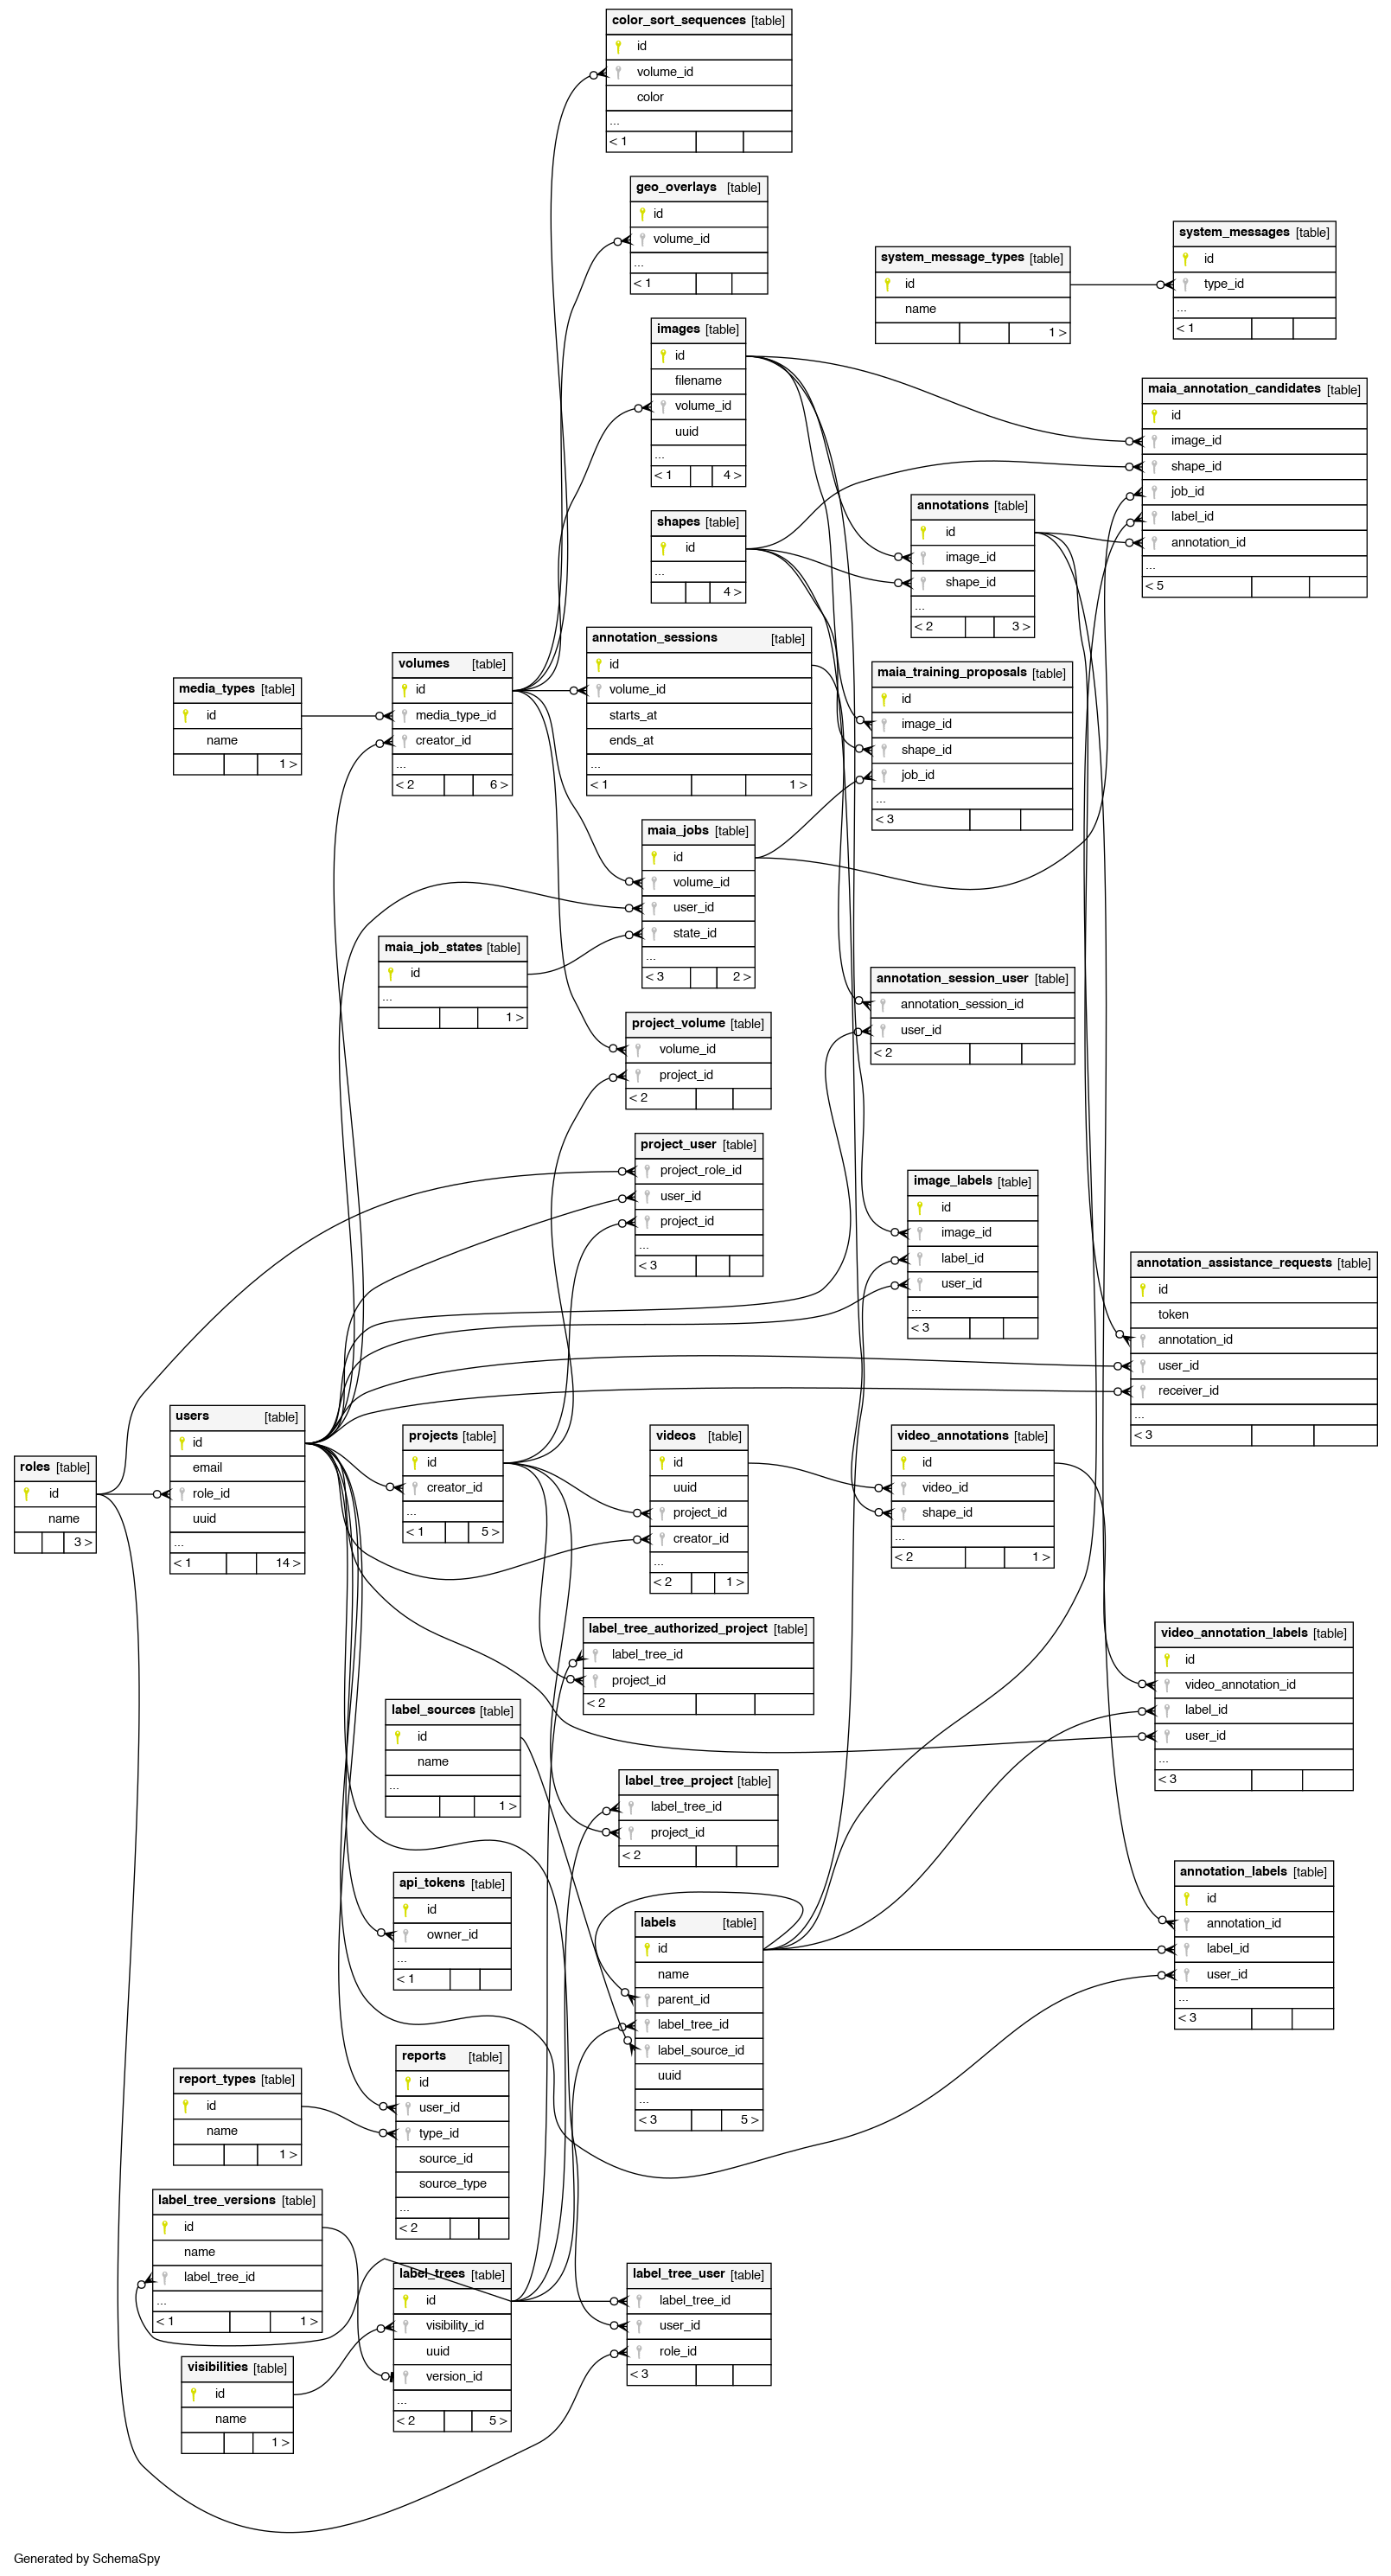 color_sort_sequences [table]
id
volume_id
color
...
< 1
geo_overlays [table]
id
volume_id
...
< 1
system_message_types [table]
id
name
1 >
system_messages [table]
id
type_id
...
< 1
images [table]
id
filename
volume_id
uuid
...
< 1 4 >
maia_annotation_candidates [table]
id
image_id
shape_id
job_id
label_id
annotation_id
...
< 5
shapes [table]
id
...
4 >
annotations [table]
id
image_id
shape_id
...
< 2 3 >
media_types [table]
id
name
1 >
volumes [table]
id
media_type_id
creator_id
...
< 2 6 >
annotation_sessions [table]
id
volume_id
starts_at
ends_at
...
< 1 1 >
maia_training_proposals [table]
id
image_id
shape_id
job_id
...
< 3
maia_jobs [table]
id
volume_id
user_id
state_id
...
< 3 2 >
maia_job_states [table]
id
...
1 >
annotation_session_user [table]
annotation_session_id
user_id
< 2
project_volume [table]
volume_id
project_id
< 2
project_user [table]
project_role_id
user_id
project_id
...
< 3
image_labels [table]
id
image_id
label_id
user_id
...
< 3
annotation_assistance_requests [table]
id
token
annotation_id
user_id
receiver_id
...
< 3
roles [table]
id
name
3 >
users [table]
id
email
role_id
uuid
...
< 1 14 >
projects [table]
id
creator_id
...
< 1 5 >
videos [table]
id
uuid
project_id
creator_id
...
< 2 1 >
video_annotations [table]
id
video_id
shape_id
...
< 2 1 >
label_tree_authorized_project [table]
label_tree_id
project_id
< 2
video_annotation_labels [table]
id
video_annotation_id
label_id
user_id
...
< 3
label_sources [table]
id
name
...
1 >
label_tree_project [table]
label_tree_id
project_id
< 2
api_tokens [table]
id
owner_id
...
< 1
labels [table]
id
name
parent_id
label_tree_id
label_source_id
uuid
...
< 3 5 >
annotation_labels [table]
id
annotation_id
label_id
user_id
...
< 3
report_types [table]
id
name
1 >
reports [table]
id
user_id
type_id
source_id
source_type
...
< 2
label_tree_versions [table]
id
name
label_tree_id
...
< 1 1 >
label_trees [table]
id
visibility_id
uuid
version_id
...
< 2 5 >
label_tree_user [table]
label_tree_id
user_id
role_id
< 3
visibilities [table]
id
name
1 >
Generated by SchemaSpy